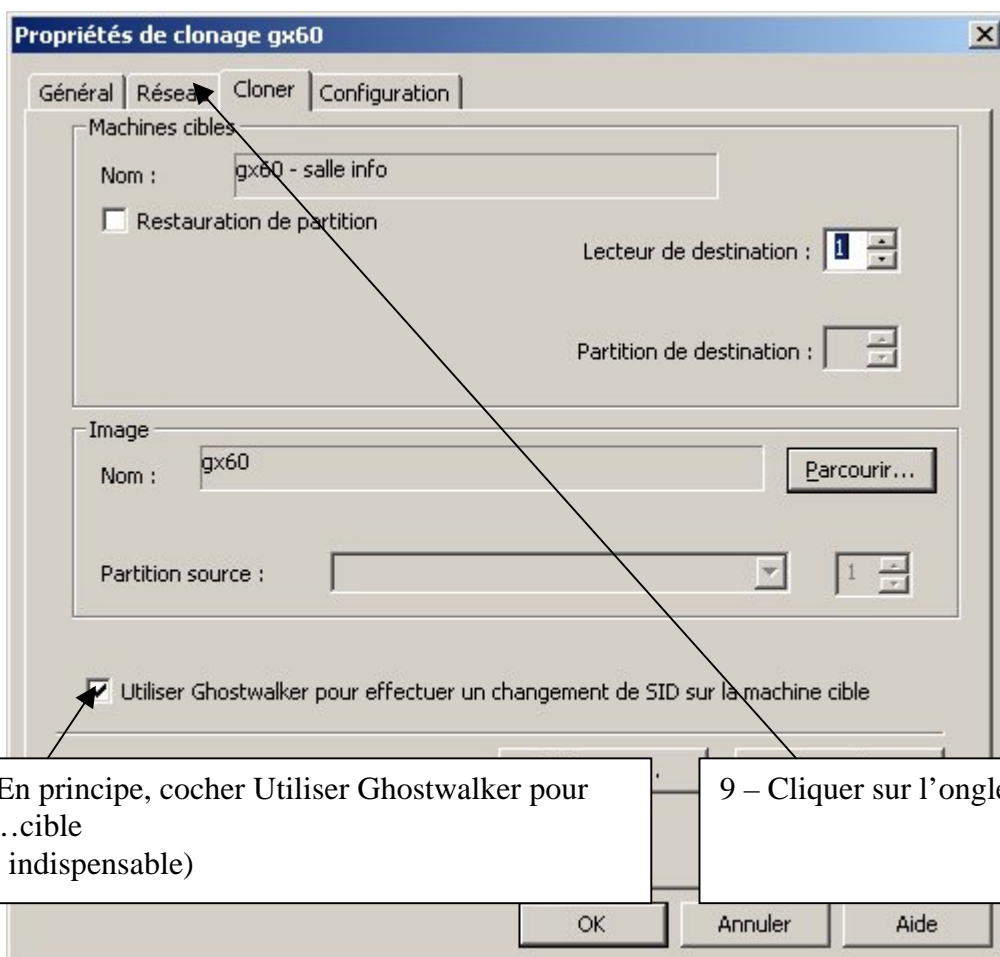 Propriétés de clonage gx60
Général Cloner Configuration
Machines cibles
Nom : gx60 - salle info
Restauration de partition
Lecteur de destination : 1
Partition de destination :
Image
Nom : gx60 Parcourir...
Partition source : 1
Utiliser Ghostwalker pour effectuer un changement de SID sur la machine cible
En principe, cocher Utiliser Ghostwalker pour
…cible
indispensable)
9 – Cliquer sur l’ongle
OK Annuler Aide